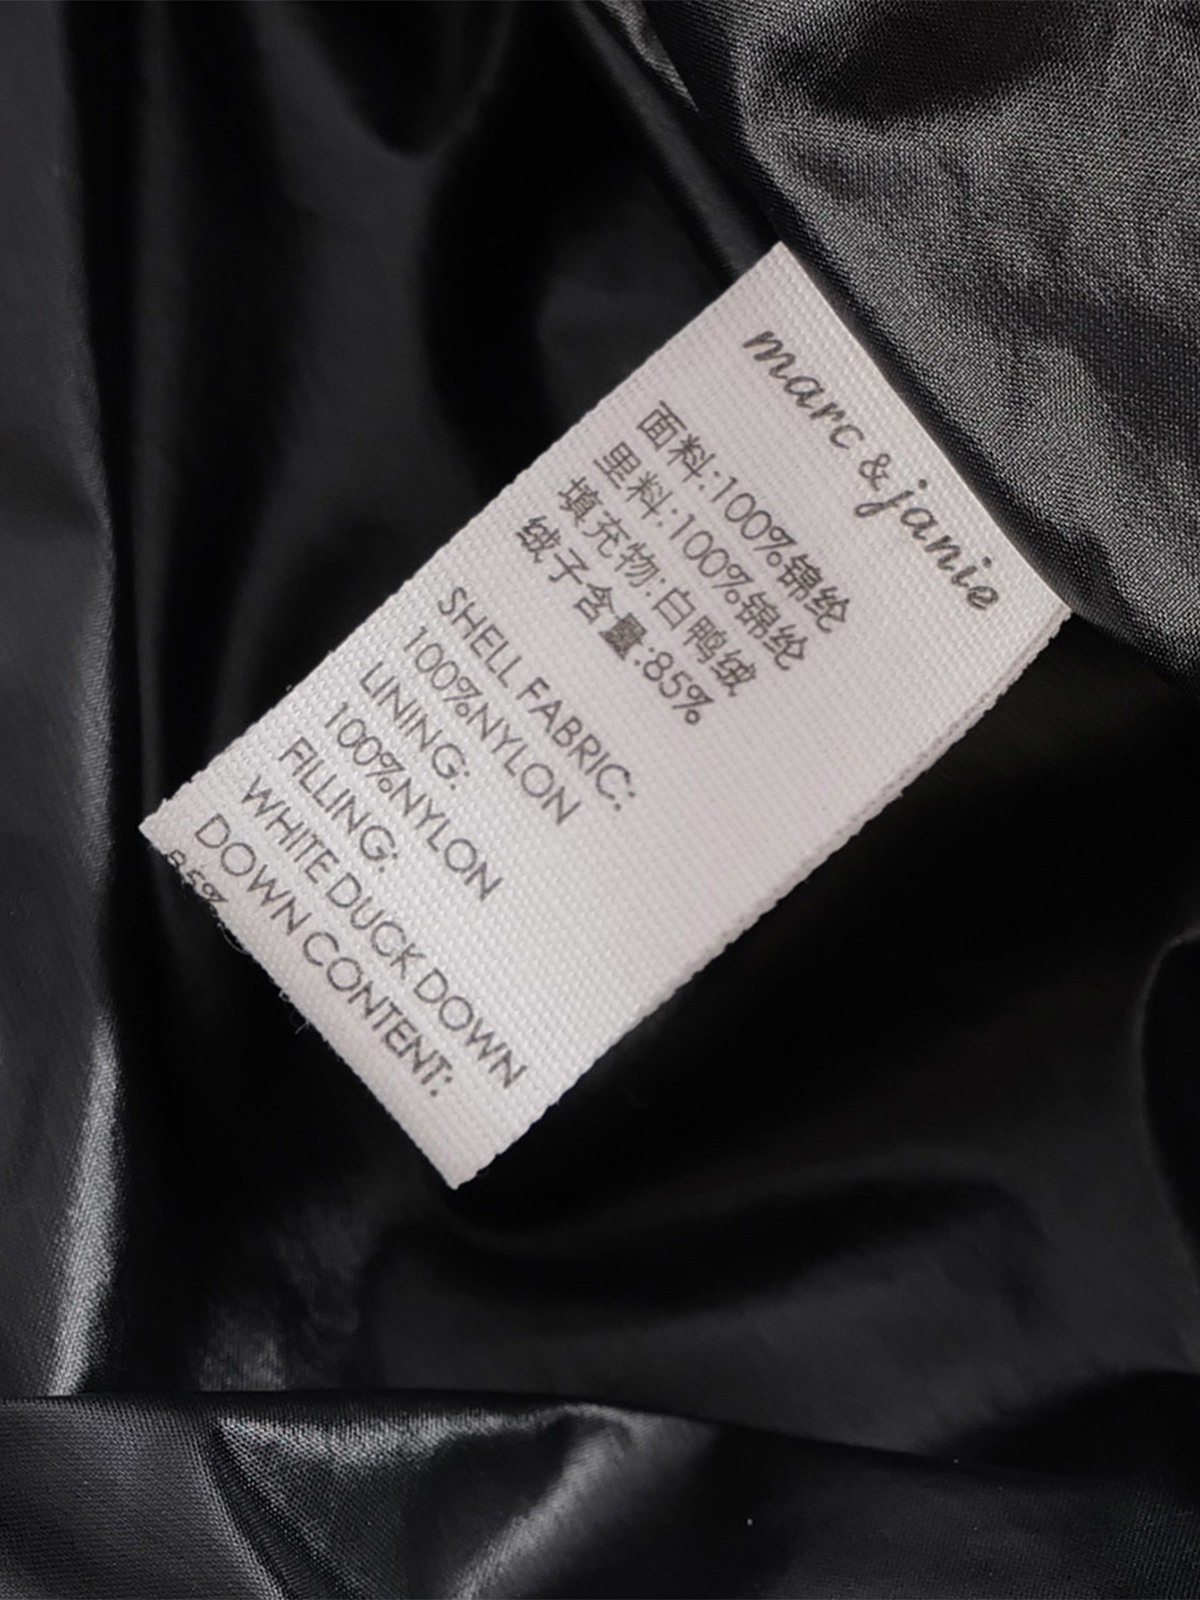 marc & janie
面料:100%锦纶
里料:100%锦纶
填充物:白鸭绒
绒子含量:85%
SHELL FABRIC:
100%NYLON
LINING:
100%NYLON
FILLING:
WHITE DUCK DOWN
DOWN CONTENT:
85%